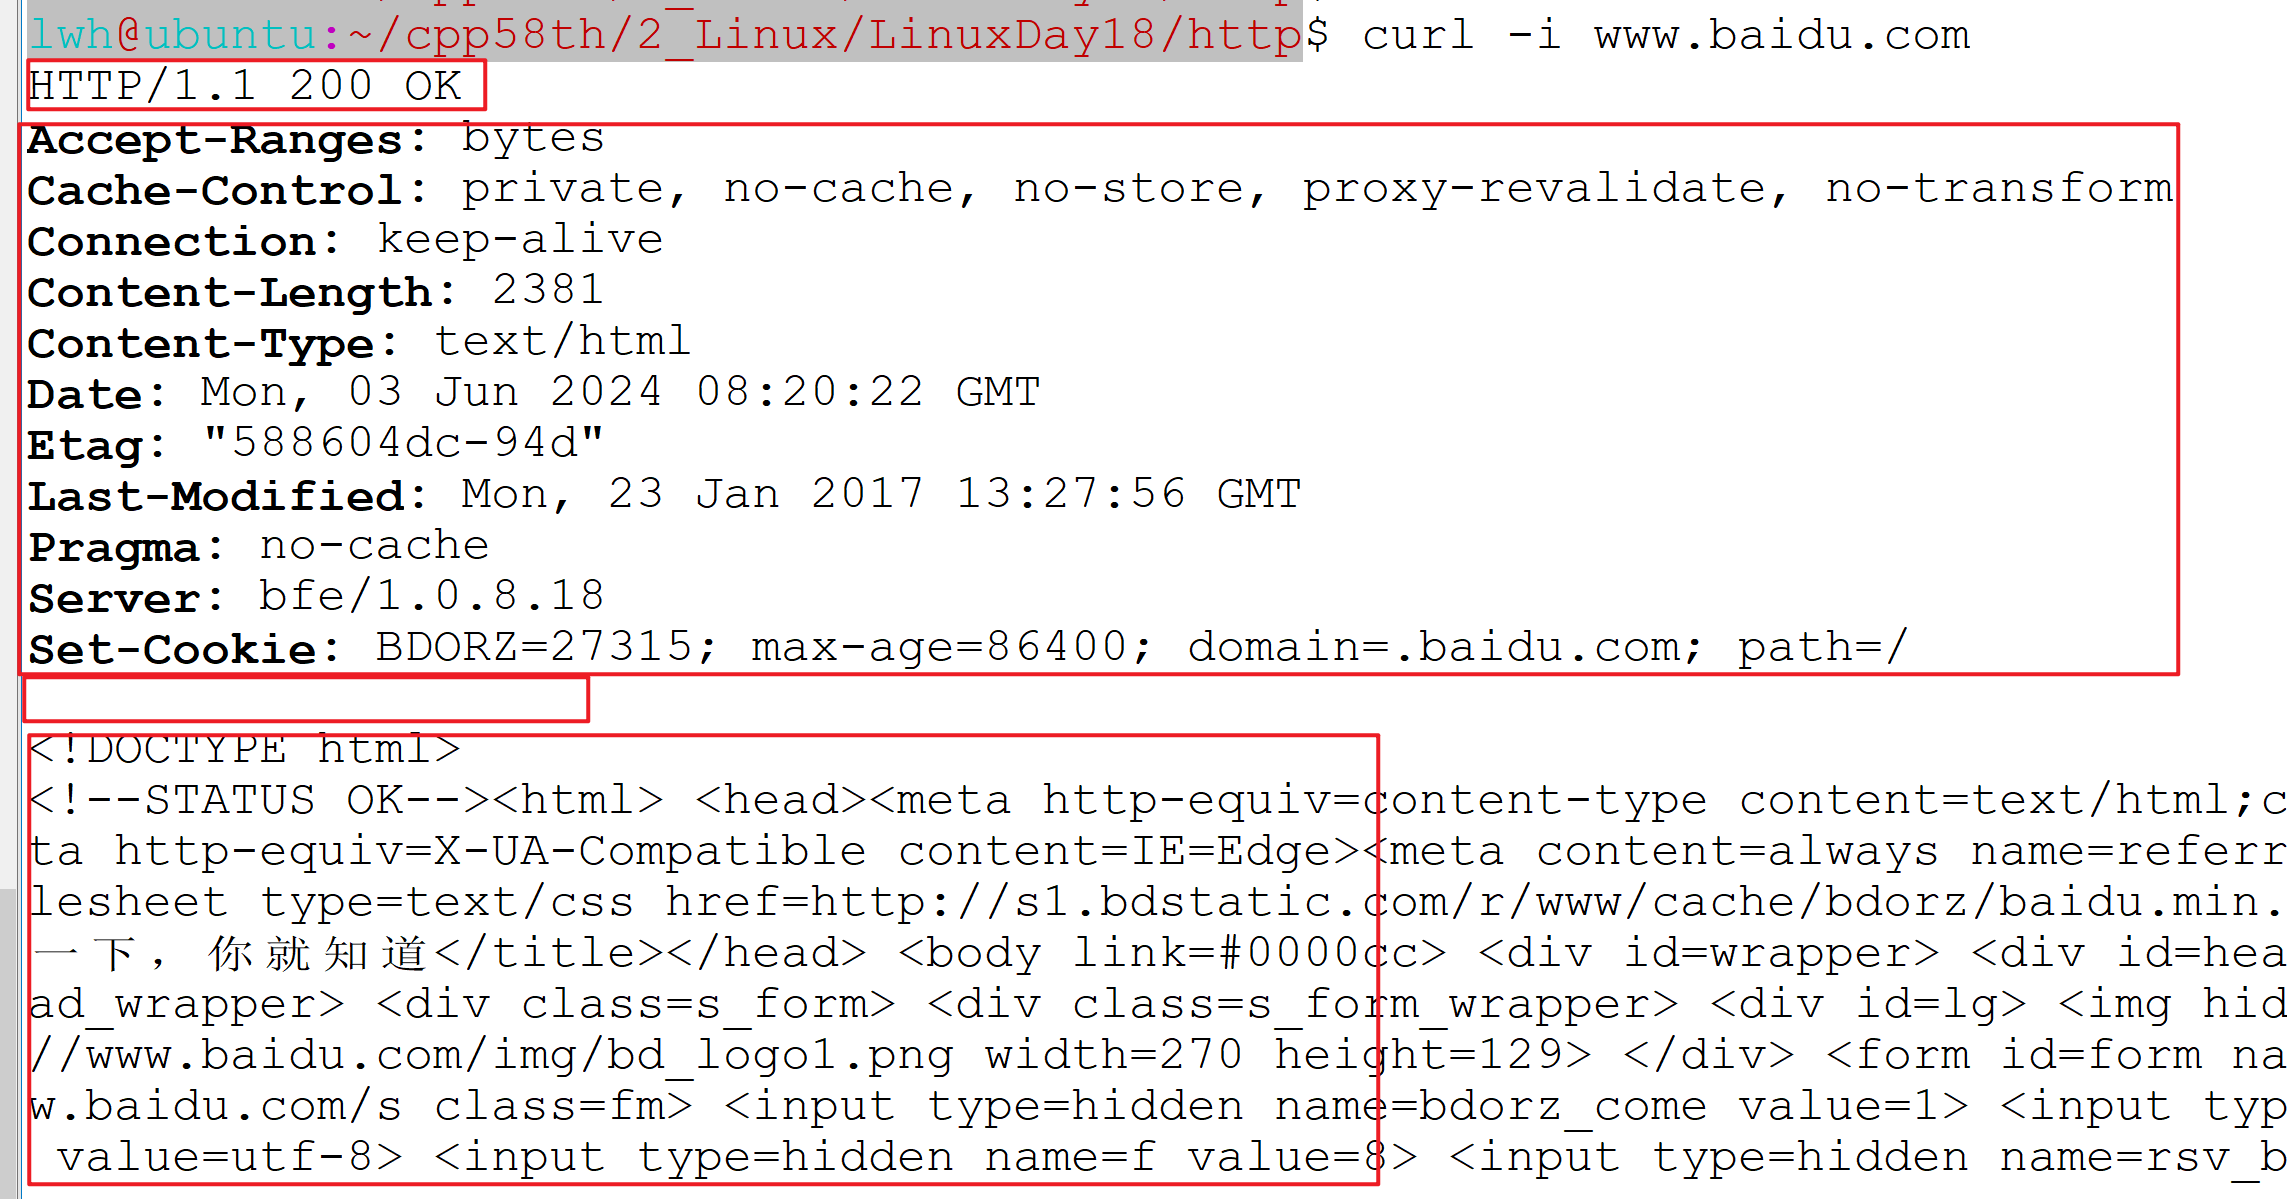 lwh@ubuntu:~/cpp58th/2_Linux/LinuxDay18/http$ curl -i www.baidu.com
HTTP/1.1 200 OK
Accept-Ranges: bytes
Cache-Control: private, no-cache, no-store, proxy-revalidate, no-transform
Connection: keep-alive
Content-Length: 2381
Content-Type: text/html
Date: Mon, 03 Jun 2024 08:20:22 GMT
Etag: "588604dc-94d"
Last-Modified: Mon, 23 Jan 2017 13:27:56 GMT
Pragma: no-cache
Server: bfe/1.0.8.18
Set-Cookie: BDORZ=27315; max-age=86400; domain=.baidu.com; path=/
<!DOCTYPE html>
<!--STATUS OK--><html> <head><meta http-equiv=content-type content=text/html;c
ta http-equiv=X-UA-Compatible content=IE=Edge><meta content=always name=referr
lesheet type=text/css href=http://s1.bdstatic.com/r/www/cache/bdorz/baidu.min.
一下，你就知道</title></head> <body link=#0000cc> <div id=wrapper> <div id=hea
ad_wrapper> <div class=s_form> <div class=s_form_wrapper> <div id=lg> <img hid
//www.baidu.com/img/bd_logo1.png width=270 height=129> </div> <form id=form na
w.baidu.com/s class=fm> <input type=hidden name=bdorz_come value=1> <input typ
value=utf-8> <input type=hidden name=f value=8> <input type=hidden name=rsv_b